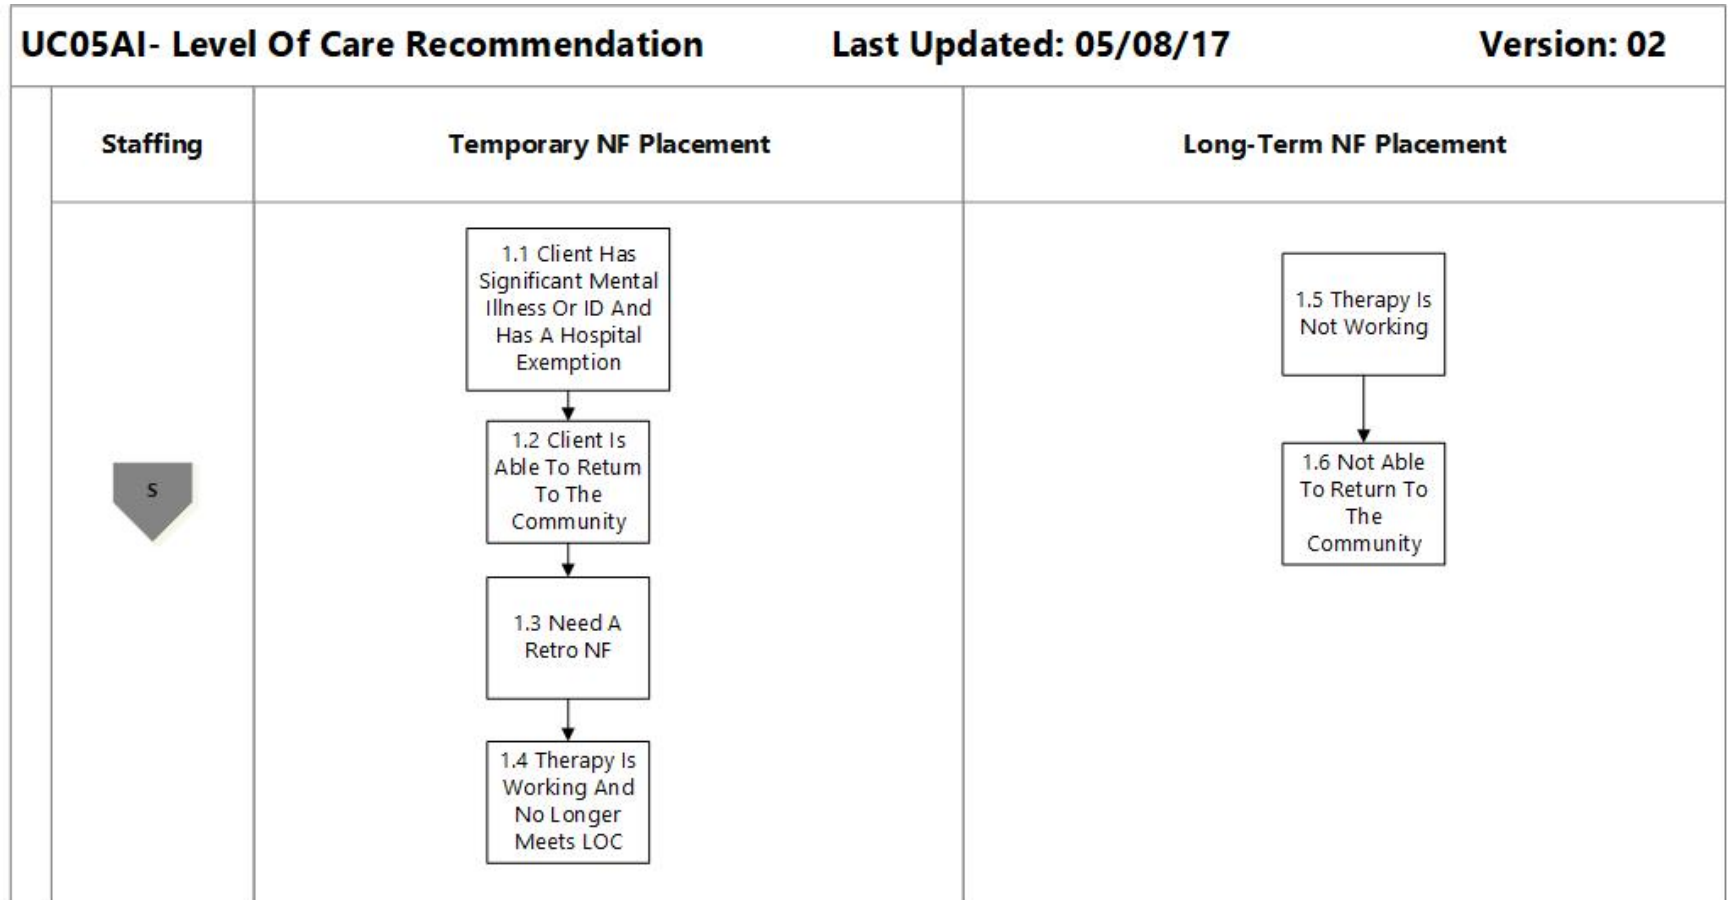 UC05AI- Level Of Care Recommendation Last Updated: 05/08/17 Version: 02
Staffing
Temporary NF Placement
Long-Term NF Placement
S
1.1 Client Has
Significant Mental
Illness Or ID And
Has A Hospital
Exemption
1.2 Client Is
Able To Return
To The
Community
1.3 Need A
Retro NF
1.4 Therapy Is
Working And
No Longer
Meets LOC
1.5 Therapy Is
Not Working
1.6 Not Able
To Return To
The
Community